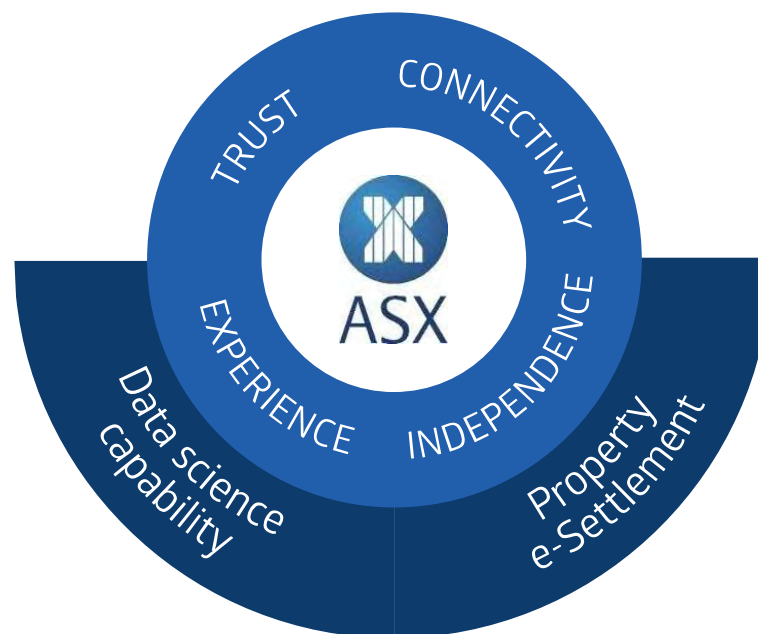 TRUST
CONNECTIVITY
ASX
EXPERIENCE
INDEPENDENCE
Data science
capability
Property
e-Settlement